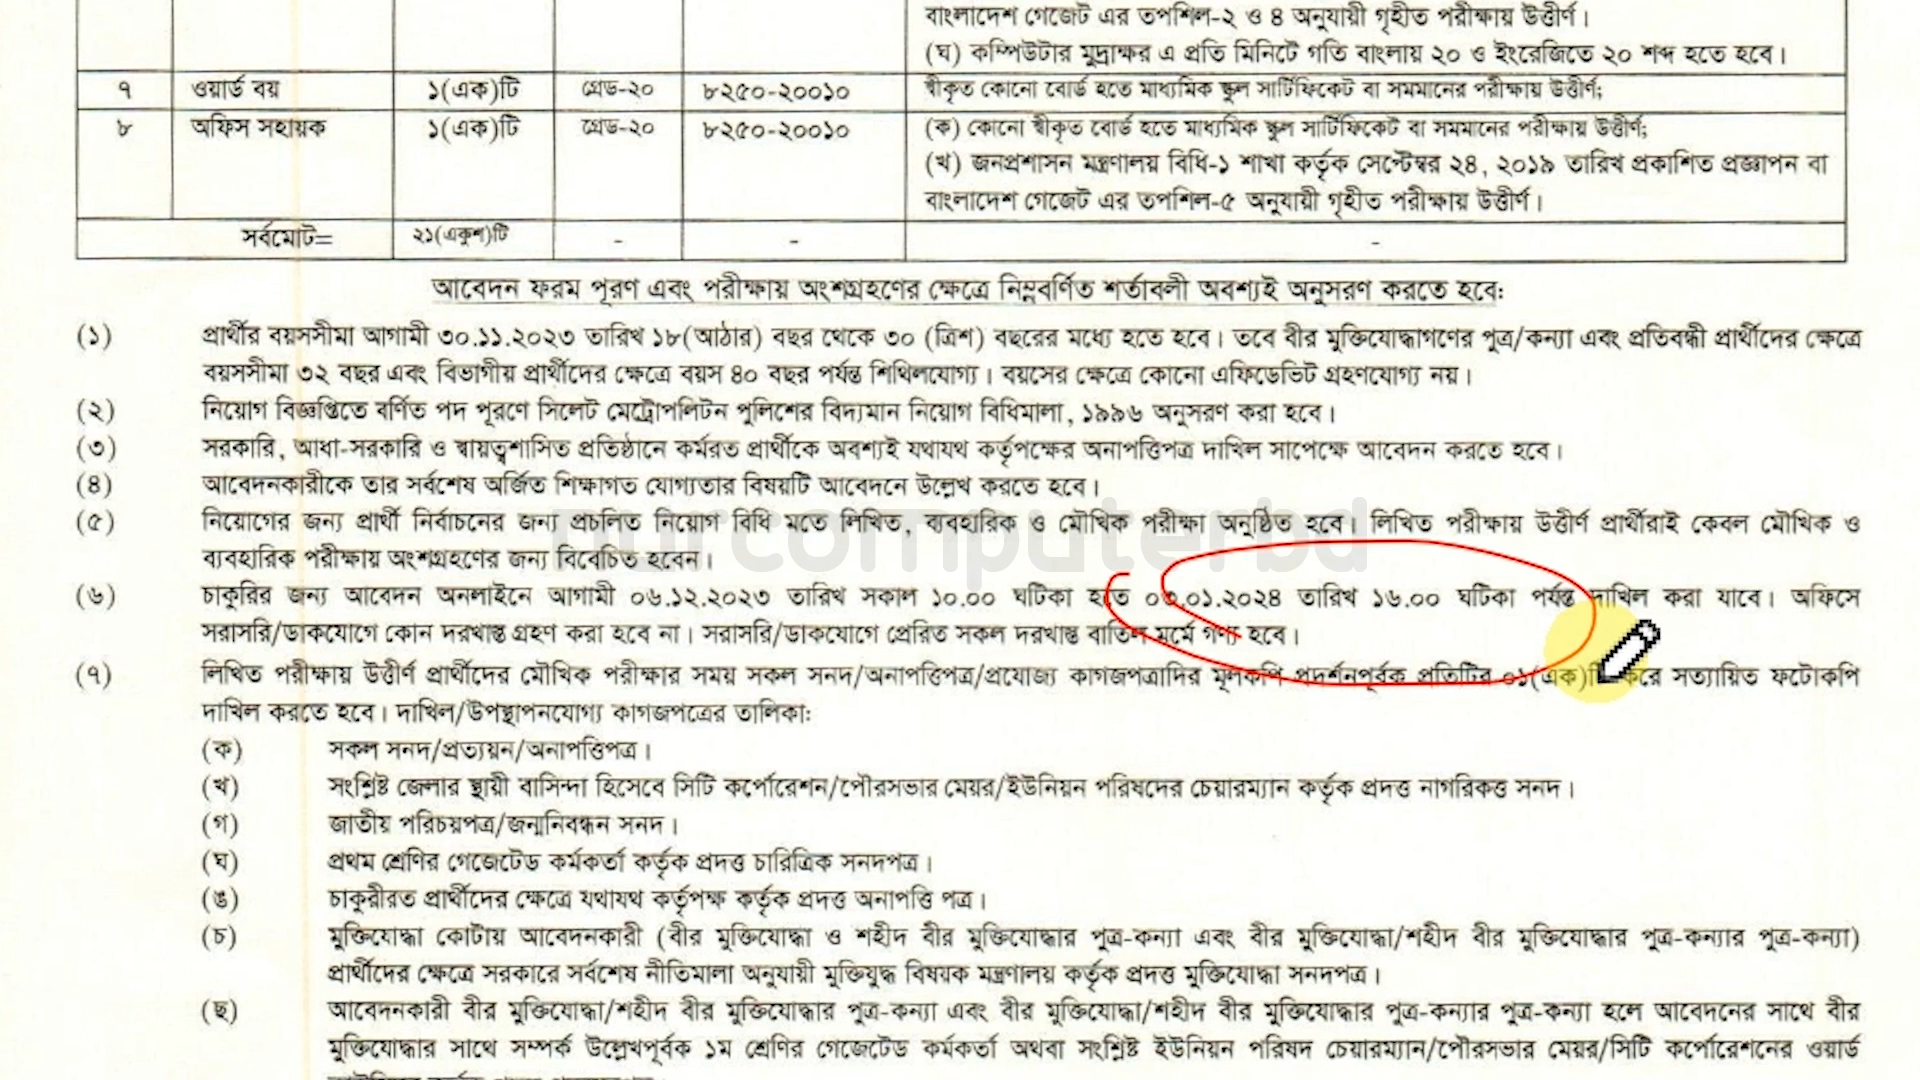 বাংলাদেশ গেজেট এর তপশিল-২ ও ৪ অনুযায়ী গৃহীত পরীক্ষায় উত্তীর্ণ।
(ঘ) কম্পিউটার মুদ্রাক্ষর এ প্রতি মিনিটে গতি বাংলায় ২০ ও ইংরেজিতে ২০ শব্দ হতে হবে।
৭ ওয়ার্ড বয় ১(এক)টি গ্রেড-২০ ৮২৫০-২০০১০ স্বীকৃত কোনো বোর্ড হতে মাধ্যমিক স্কুল সার্টিফিকেট বা সমমানের পরীক্ষায় উত্তীর্ণ;
৮ অফিস সহায়ক ১(এক)টি গ্রেড-২০ ৮২৫০-২০০১০ (ক) কোনো স্বীকৃত বোর্ড হতে মাধ্যমিক স্কুল সার্টিফিকেট বা সমমানের পরীক্ষায় উত্তীর্ণ;
(খ) জনপ্রশাসন মন্ত্রণালয় বিধি-১ শাখা কর্তৃক সেপ্টেম্বর ২৪, ২০১৯ তারিখ প্রকাশিত প্রজ্ঞাপন বা
বাংলাদেশ গেজেট এর তপশিল-৫ অনুযায়ী গৃহীত পরীক্ষায় উত্তীর্ণ।
সর্বমোট= ২১(একুশ)টি - - -
আবেদন ফরম পূরণ এবং পরীক্ষায় অংশগ্রহণের ক্ষেত্রে নিম্নবর্ণিত শর্তাবলী অবশ্যই অনুসরণ করতে হবে:
(১) প্রার্থীর বয়সসীমা আগামী ৩০.১১.২০২৩ তারিখ ১৮(আঠার) বছর থেকে ৩০ (ত্রিশ) বছরের মধ্যে হতে হবে। তবে বীর মুক্তিযোদ্ধাগণের পুত্র/কন্যা এবং প্রতিবন্ধী প্রার্থীদের ক্ষেত্রে
বয়সসীমা ৩২ বছর এবং বিভাগীয় প্রার্থীদের ক্ষেত্রে বয়স ৪০ বছর পর্যন্ত শিথিলযোগ্য। বয়সের ক্ষেত্রে কোনো এফিডেভিট গ্রহণযোগ্য নয়।
(২) নিয়োগ বিজ্ঞপ্তিতে বর্ণিত পদ পূরণে সিলেট মেট্রোপলিটন পুলিশের বিদ্যমান নিয়োগ বিধিমালা, ১৯৯৬ অনুসরণ করা হবে।
(৩) সরকারি, আধা-সরকারি ও স্বায়ত্বশাসিত প্রতিষ্ঠানে কর্মরত প্রার্থীকে অবশ্যই যথাযথ কর্তৃপক্ষের অনাপত্তিপত্র দাখিল সাপেক্ষে আবেদন করতে হবে।
(৪) আবেদনকারীকে তার সর্বশেষ অর্জিত শিক্ষাগত যোগ্যতার বিষয়টি আবেদনে উল্লেখ করতে হবে।
(৫) নিয়োগের জন্য প্রার্থী নির্বাচনের জন্য প্রচলিত নিয়োগ বিধি মতে লিখিত, ব্যবহারিক ও মৌখিক পরীক্ষা অনুষ্ঠিত হবে। লিখিত পরীক্ষায় উত্তীর্ণ প্রার্থীরাই কেবল মৌখিক ও
ব্যবহারিক পরীক্ষায় অংশগ্রহণের জন্য বিবেচিত হবেন।
nurcomputerbd
(৬) চাকুরির জন্য আবেদন অনলাইনে আগামী ০৬.১২.২০২৩ তারিখ সকাল ১০.০০ ঘটিকা হতে তারিখ ১৬.০০ ঘটিকা পর্যন্ত দাখিল করা যাবে। অফিসে
সরাসরি/ডাকযোগে কোন দরখাস্ত গ্রহণ করা হবে না। সরাসরি/ডাকযোগে প্রেরিত সকল দরখাস্ত বাতিল মর্মে গণ্য হবে।
(৭) লিখিত পরীক্ষায় উত্তীর্ণ প্রার্থীদের মৌখিক পরীক্ষার সময় সকল সনদ/অনাপত্তিপত্র/প্রযোজ্য কাগজপত্রাদির মূলকপি প্রদর্শনপূর্বক প্রতিটির ০১(এক)টি করে সত্যায়িত ফটোকপি
দাখিল করতে হবে। দাখিল/উপস্থাপনযোগ্য কাগজপত্রের তালিকা:
(ক) সকল সনদ/প্রত্যয়ন/অনাপত্তিপত্র।
(খ) সংশ্লিষ্ট জেলার স্থায়ী বাসিন্দা হিসেবে সিটি কর্পোরেশন/পৌরসভার মেয়র/ইউনিয়ন পরিষদের চেয়ারম্যান কর্তৃক প্রদত্ত নাগরিকত্ত সনদ।
(গ) জাতীয় পরিচয়পত্র/জন্মনিবন্ধন সনদ।
(ঘ) প্রথম শ্রেণির গেজেটেড কর্মকর্তা কর্তৃক প্রদত্ত চারিত্রিক সনদপত্র।
(ঙ) চাকুরীরত প্রার্থীদের ক্ষেত্রে যথাযথ কর্তৃপক্ষ কর্তৃক প্রদত্ত অনাপত্তি পত্র।
(চ) মুক্তিযোদ্ধা কোটায় আবেদনকারী (বীর মুক্তিযোদ্ধা ও শহীদ বীর মুক্তিযোদ্ধার পুত্র-কন্যা এবং বীর মুক্তিযোদ্ধা/শহীদ বীর মুক্তিযোদ্ধার পুত্র-কন্যার পুত্র-কন্যা)
প্রার্থীদের ক্ষেত্রে সরকারে সর্বশেষ নীতিমালা অনুযায়ী মুক্তিযুদ্ধ বিষয়ক মন্ত্রণালয় কর্তৃক প্রদত্ত মুক্তিযোদ্ধা সনদপত্র।
(ছ) আবেদনকারী বীর মুক্তিযোদ্ধা/শহীদ বীর মুক্তিযোদ্ধার পুত্র-কন্যা এবং বীর মুক্তিযোদ্ধা/শহীদ বীর মুক্তিযোদ্ধার পুত্র-কন্যার পুত্র-কন্যা হলে আবেদনের সাথে বীর
মুক্তিযোদ্ধার সাথে সম্পর্ক উল্লেখপূর্বক ১ম শ্রেণির গেজেটেড কর্মকর্তা অথবা সংশ্লিষ্ট ইউনিয়ন পরিষদ চেয়ারম্যান/পৌরসভার মেয়র/সিটি কর্পোরেশনের ওয়ার্ড